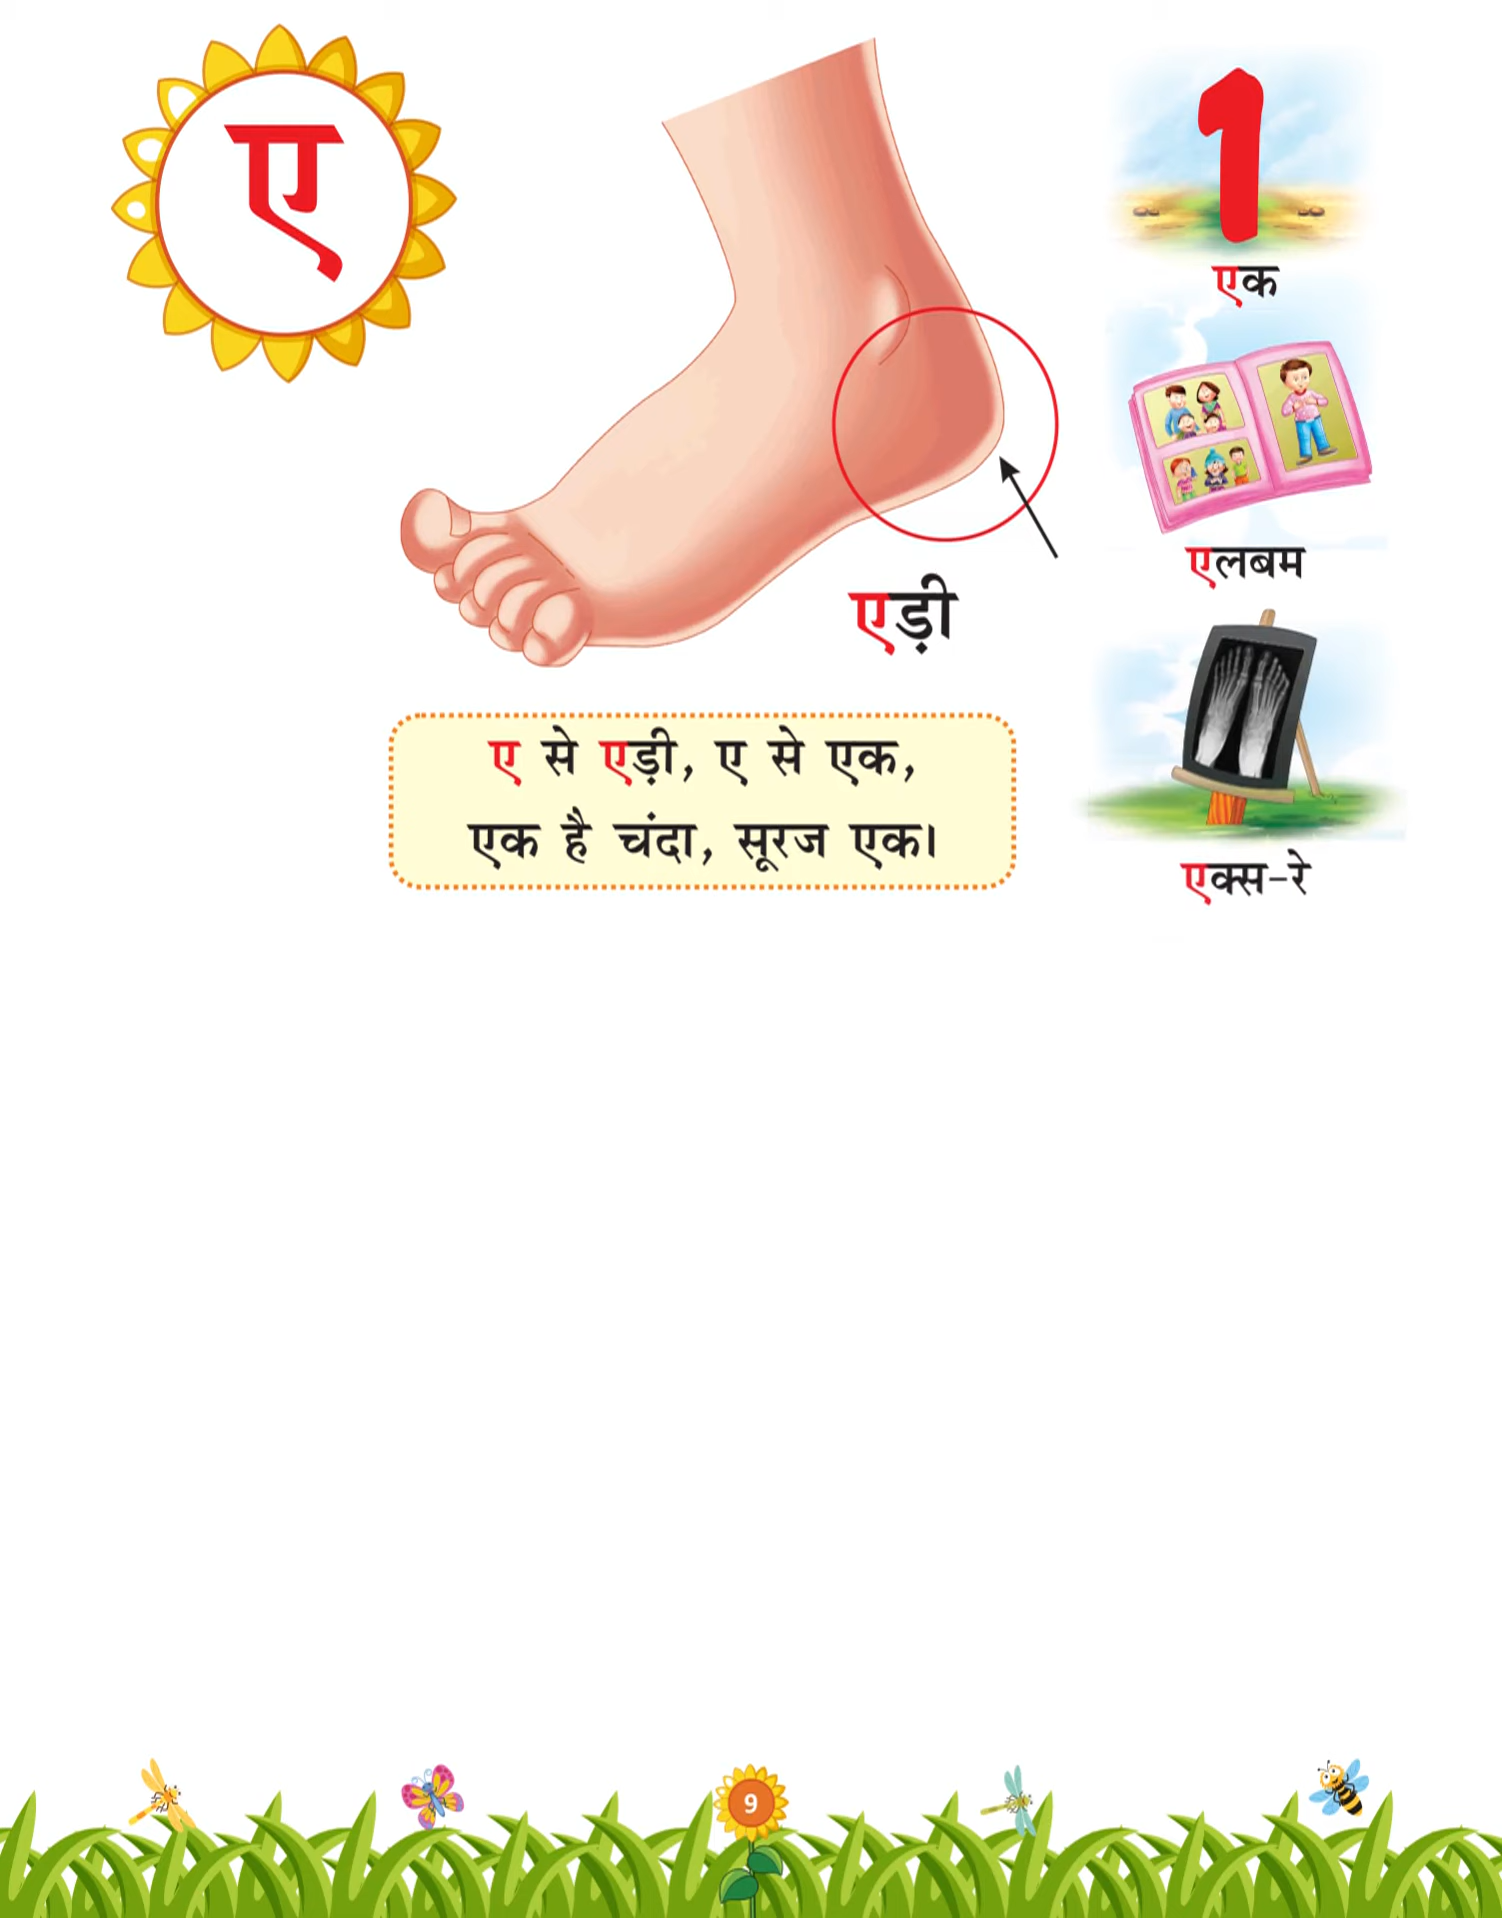 ए
1
एक
एलबम
एड़ी
ए से एड़ी, ए से एक,
एक है चंदा, सूरज एक।
एक्स-रे
9